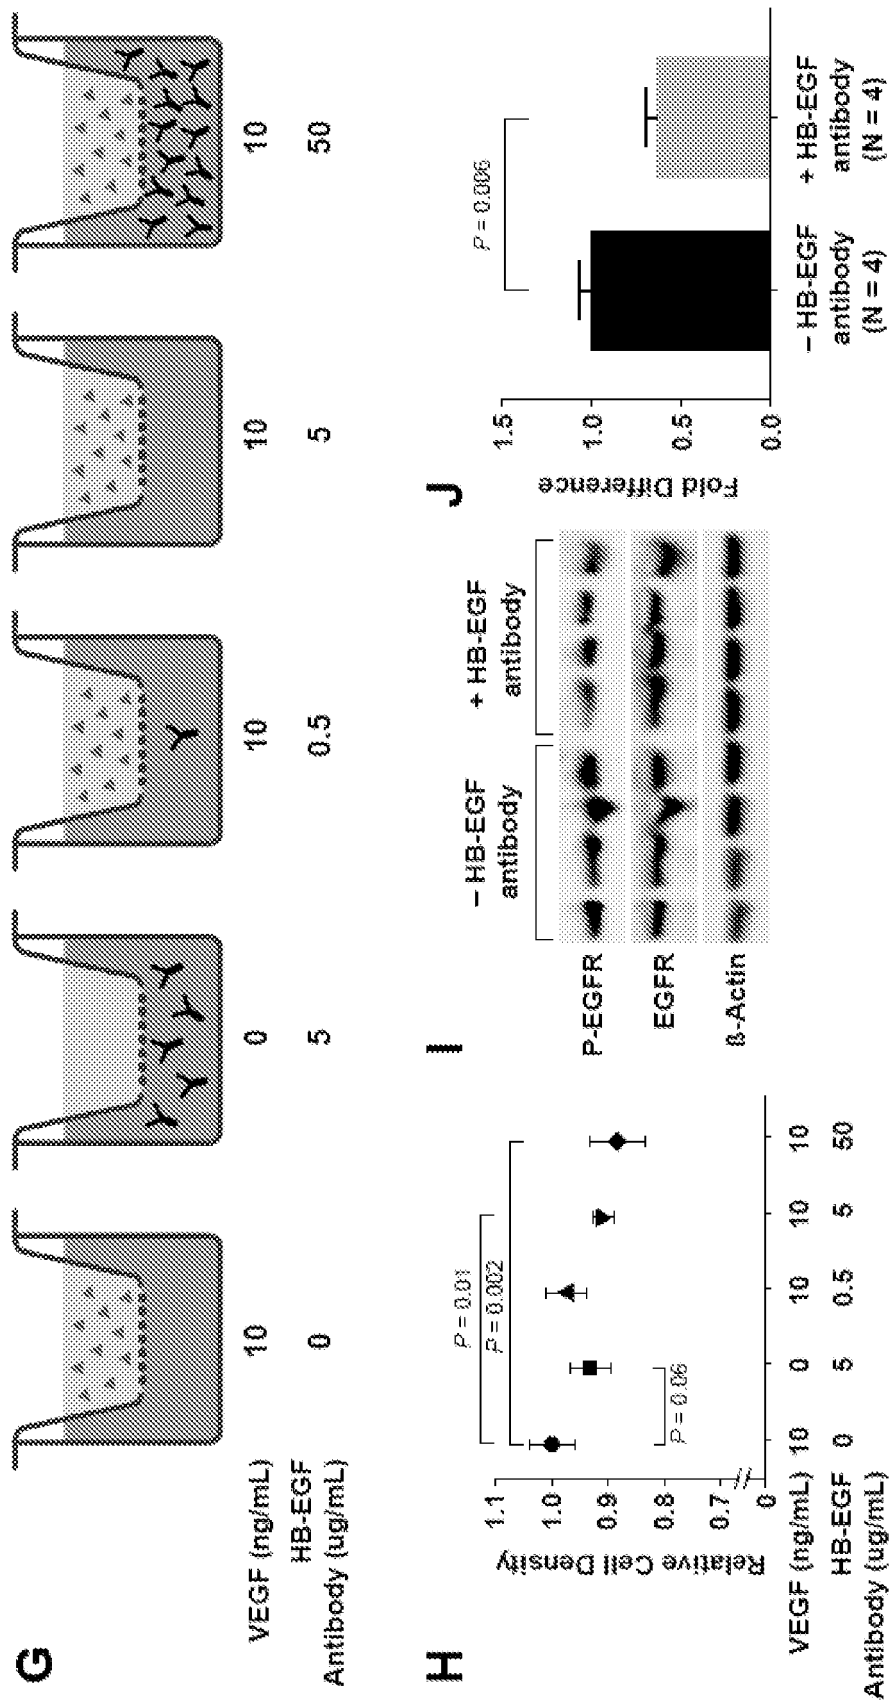 G
VEGF (ng/mL) 10 0 10 10 10
HB-EGF
Antibody (ug/mL) 0 5 0.5 5 50
H
Relative Cell Density
1.1
1.0
0.9
0.8
0.7
0
P = 0.01
P = 0.002
P = 0.06
VEGF (ng/mL) 10 0 10 10 10
HB-EGF
Antibody (ug/mL) 0 5 0.5 5 50
I
– HB-EGF
antibody
+ HB-EGF
antibody
P-EGFR
EGFR
ß-Actin
J
Fold Difference
1.5
1.0
0.5
0.0
P = 0.006
– HB-EGF
antibody
(N = 4)
+ HB-EGF
antibody
(N = 4)